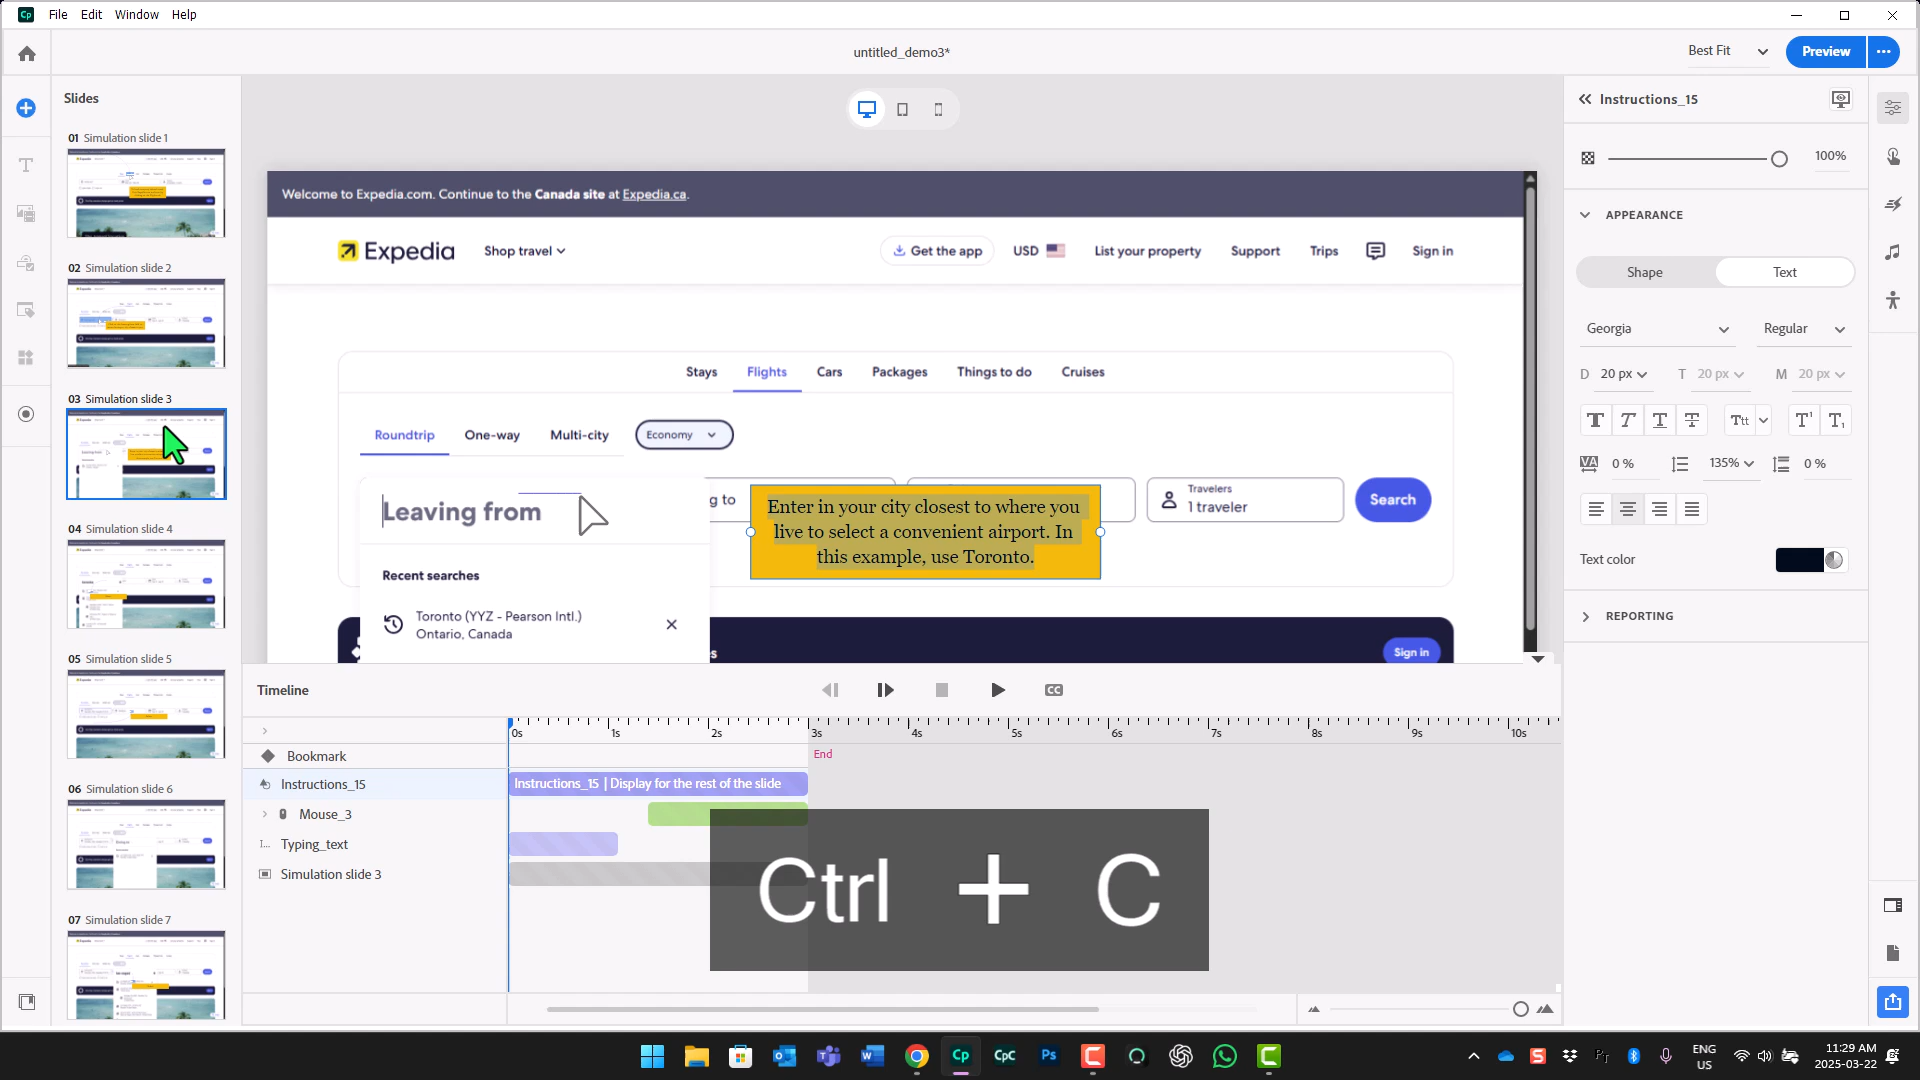 Cp File Edit Window Help
untitled_demo3*
Best Fit
Preview
Slides
01 Simulation slide 1
02 Simulation slide 2
03 Simulation slide 3
04 Simulation slide 4
05 Simulation slide 5
06 Simulation slide 6
07 Simulation slide 7
Welcome to Expedia.com. Continue to the Canada site at Expedia.ca.
Expedia
Shop travel
Get the app
USD
List your property
Support
Trips
Sign in
Stays
Flights
Cars
Packages
Things to do
Cruises
Roundtrip
One-way
Multi-city
Economy
Leaving from
g to
Enter in your city closest to where you
live to select a convenient airport. In
this example, use Toronto.
Travelers
1 traveler
Search
Recent searches
Toronto (YYZ - Pearson Intl.)
Ontario, Canada
s
Sign in
Timeline
CC
0s 1s 2s 3s 4s 5s 6s 7s 8s 9s 10s
Bookmark
End
Instructions_15
Instructions_15 | Display for the rest of the slide
Mouse_3
Typing_text
Simulation slide 3
Ctrl + C
Instructions_15
100%
APPEARANCE
Shape
Text
Georgia
Regular
D 20 px
T 20 px
M 20 px
0 %
135%
0 %
Text color
REPORTING
Cp CpC Ps
ENG
US
11:29 AM
2025-03-22